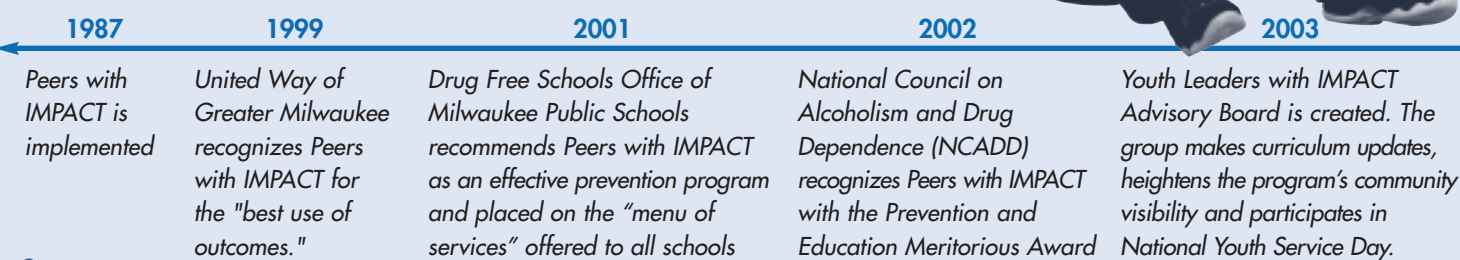 1987
Peers with
IMPACT is
implemented
1999
United Way of
Greater Milwaukee
recognizes Peers
with IMPACT for
the "best use of
outcomes."
2001
Drug Free Schools Office of
Milwaukee Public Schools
recommends Peers with IMPACT
as an effective prevention program
and placed on the “menu of
services” offered to all schools
2002
National Council on
Alcoholism and Drug
Dependence (NCADD)
recognizes Peers with IMPACT
with the Prevention and
Education Meritorious Award
2003
Youth Leaders with IMPACT
Advisory Board is created. The
group makes curriculum updates,
heightens the program’s community
visibility and participates in
National Youth Service Day.